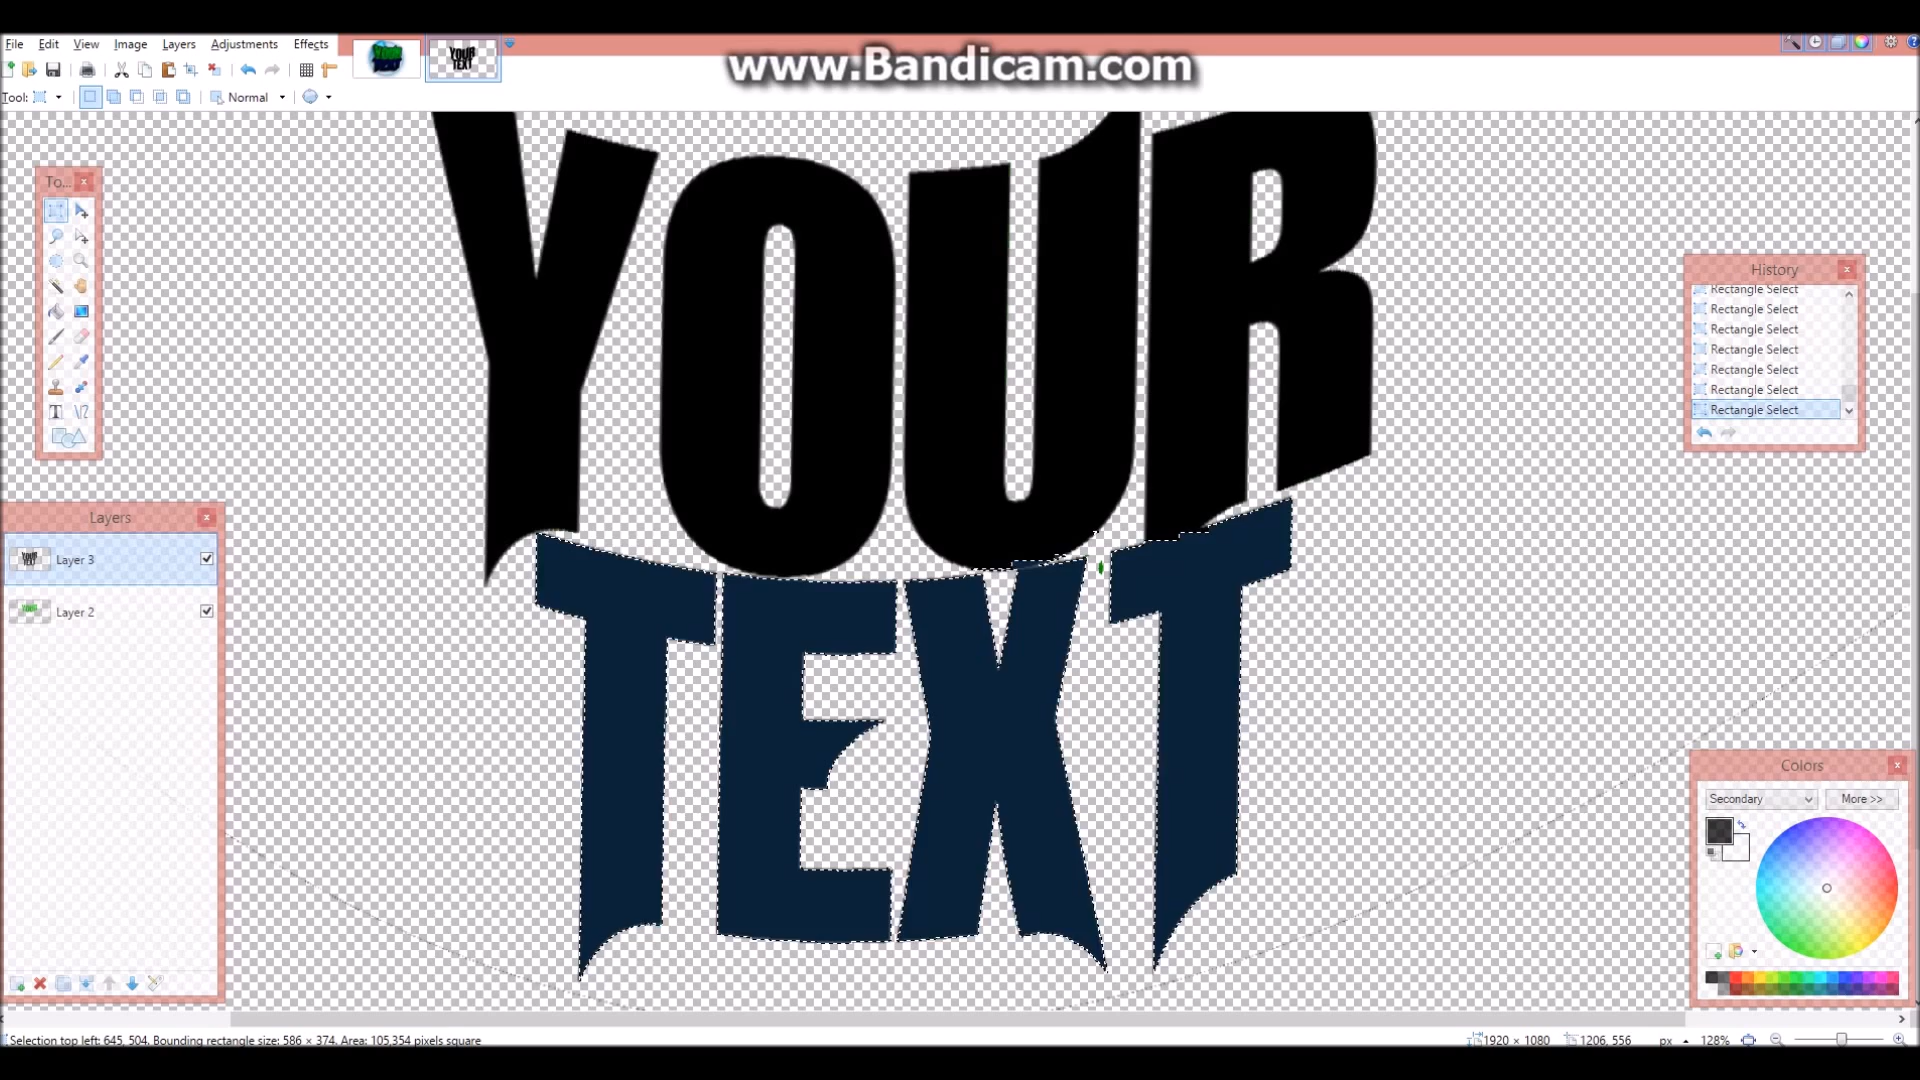 File Edit View Image Layers Adjustments Effects
www.Bandicam.com
Tool:
Normal
To...
YOUR
TEXT
History
Rectangle Select
Rectangle Select
Rectangle Select
Rectangle Select
Rectangle Select
Rectangle Select
Rectangle Select
Layers
Layer 3
Layer 2
Colors
Secondary
More >>
Selection top left: 645, 504. Bounding rectangle size: 586 × 374. Area: 105,354 pixels square
1920 × 1080
1206, 556
px
128%